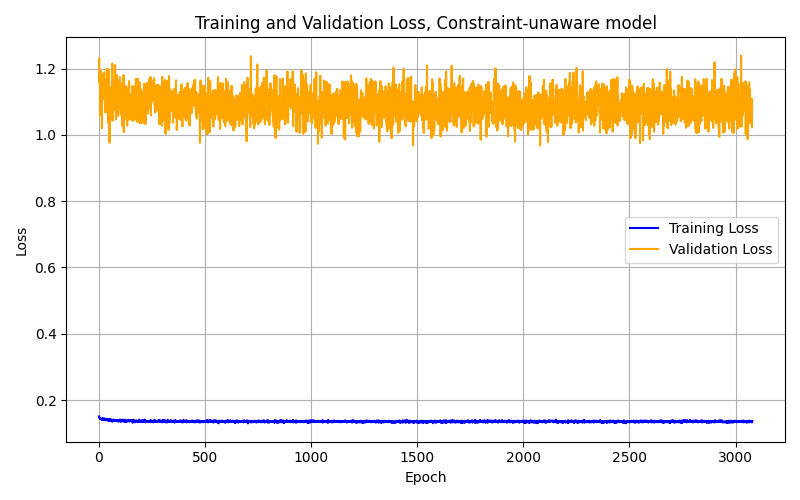 Training and Validation Loss, Constraint-unaware model
Loss
1.2
1.0
0.8
0.6
0.4
0.2
Training Loss
Validation Loss
0 500 1000 1500 2000 2500 3000
Epoch